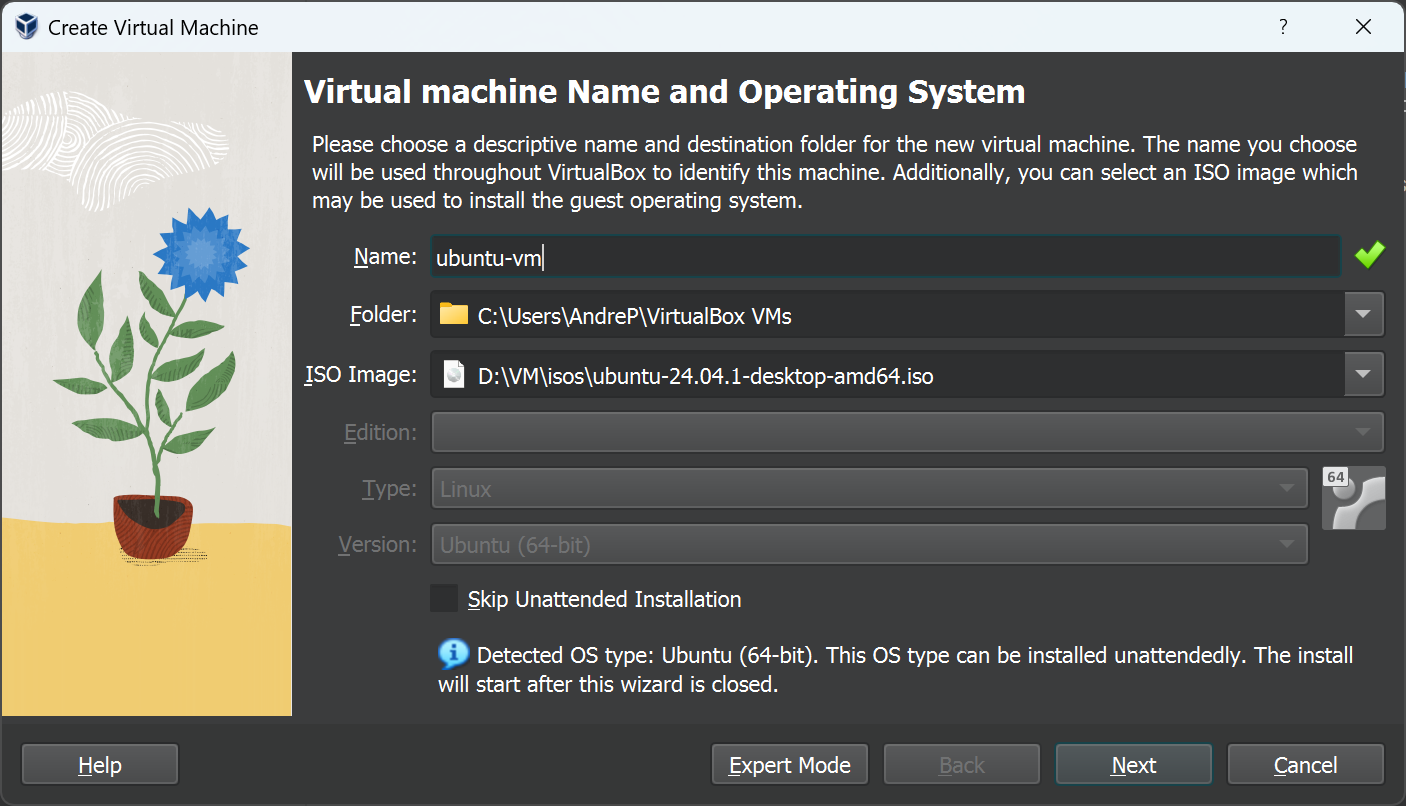 Create Virtual Machine
?
Virtual machine Name and Operating System
Please choose a descriptive name and destination folder for the new virtual machine. The name you choose
will be used throughout VirtualBox to identify this machine. Additionally, you can select an ISO image which
may be used to install the guest operating system.
Name: ubuntu-vm
Folder: C:\Users\AndreP\VirtualBox VMs
ISO Image: D:\VM\isos\ubuntu-24.04.1-desktop-amd64.iso
Edition:
Type: Linux 64
Version: Ubuntu (64-bit)
Skip Unattended Installation
Detected OS type: Ubuntu (64-bit). This OS type can be installed unattendedly. The install
will start after this wizard is closed.
Help Expert Mode Back Next Cancel